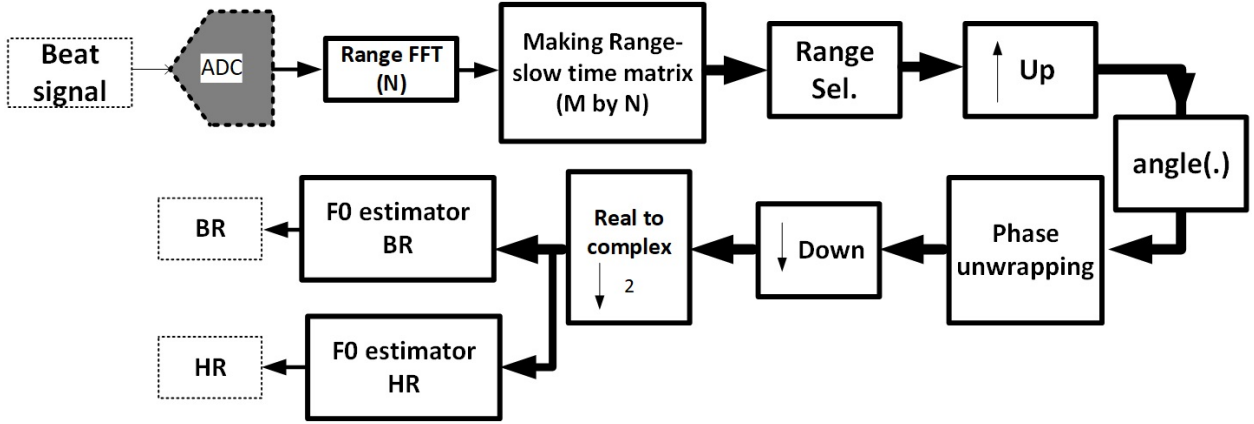 Beat
signal
ADC
Range FFT
(N)
Making Range-
slow time matrix
(M by N)
Range
Sel.
Up
angle(.)
Phase
unwrapping
Down
Real to
complex
2
F0 estimator
BR
BR
F0 estimator
HR
HR